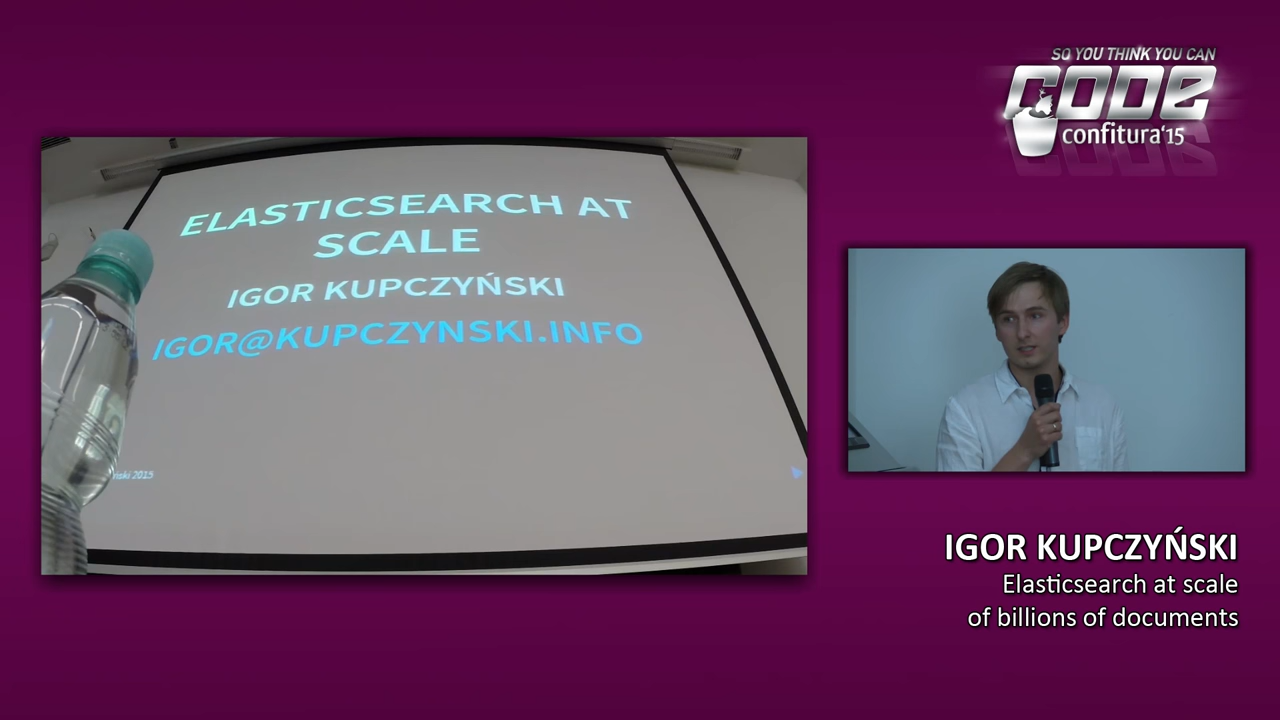 SO YOU THINK YOU CAN
CODE
confitura'15
ELASTICSEARCH AT
SCALE
IGOR KUPCZYŃSKI
IGOR@KUPCZYNSKI.INFO
2015
IGOR KUPCZYŃSKI
Elasticsearch at scale
of billions of documents